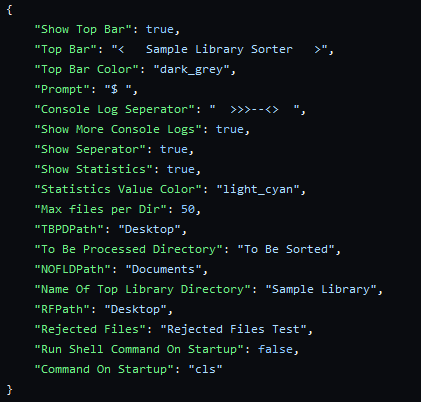 {
"Show Top Bar": true,
"Top Bar": "<   Sample Library Sorter   >",
"Top Bar Color": "dark_grey",
"Prompt": "$ ",
"Console Log Seperator": "  >>>--<>  ",
"Show More Console Logs": true,
"Show Seperator": true,
"Show Statistics": true,
"Statistics Value Color": "light_cyan",
"Max files per Dir": 50,
"TBPDPath": "Desktop",
"To Be Processed Directory": "To Be Sorted",
"NOFLDPath": "Documents",
"Name Of Top Library Directory": "Sample Library",
"RFPath": "Desktop",
"Rejected Files": "Rejected Files Test",
"Run Shell Command On Startup": false,
"Command On Startup": "cls"
}